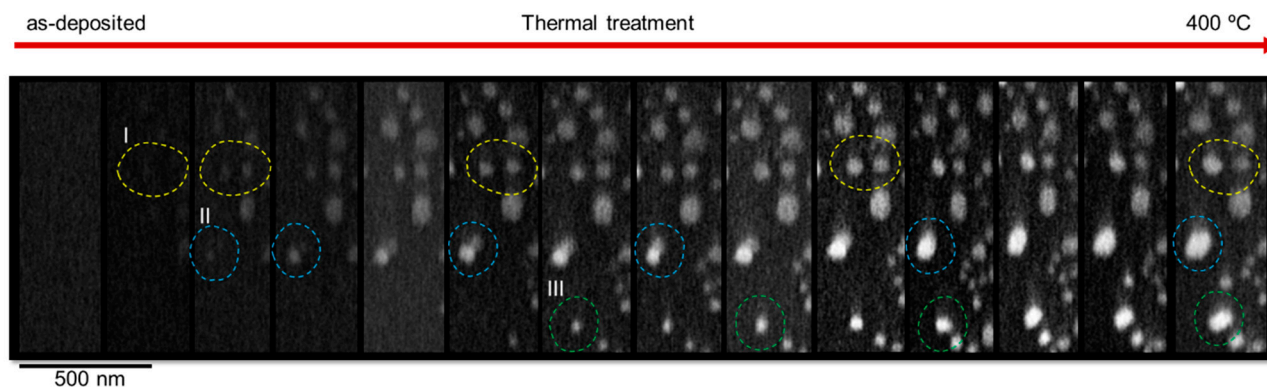 as-deposited
Thermal treatment
400 ºC
I
II
III
500 nm